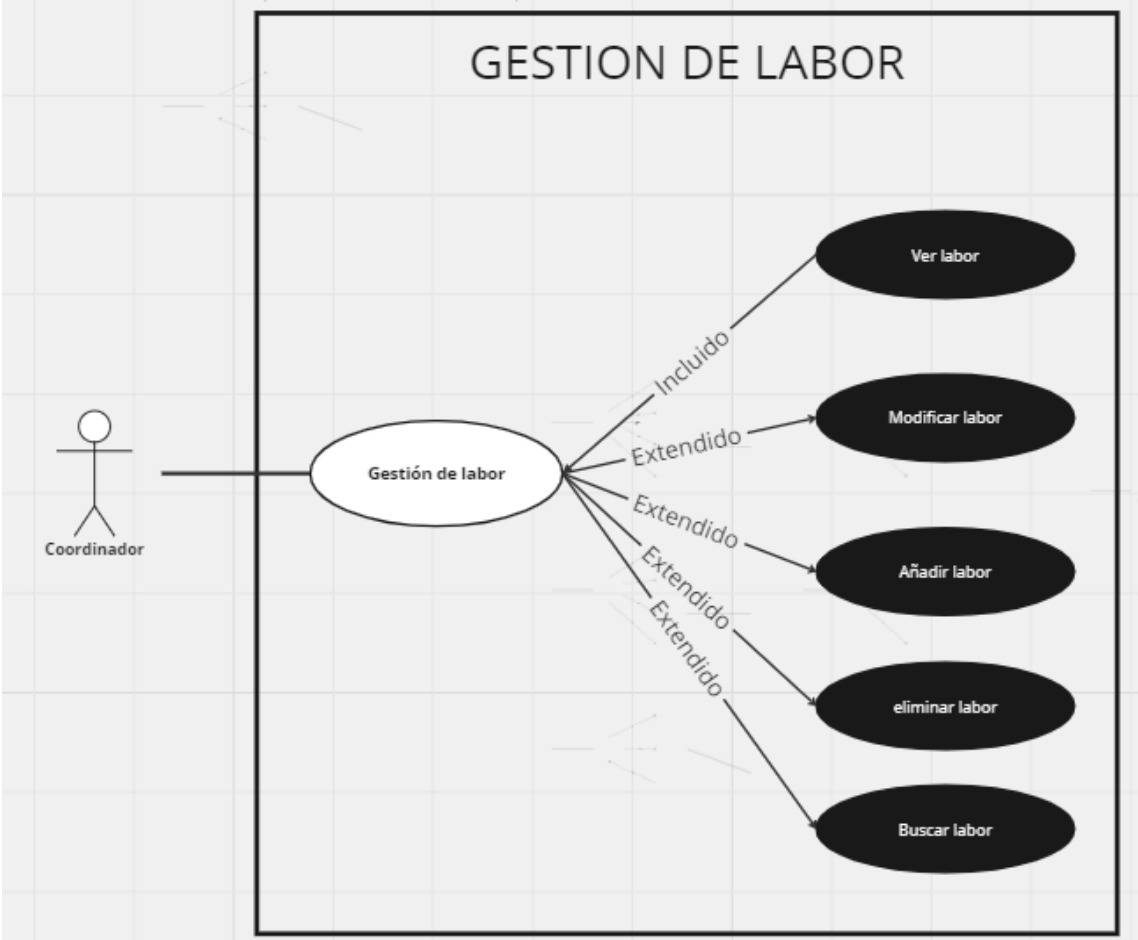 GESTION DE LABOR
Ver labor
Incluido
Modificar labor
Extendido
Gestión de labor
Extendido
Coordinador
Añadir labor
Extendido
Extendido
eliminar labor
Buscar labor